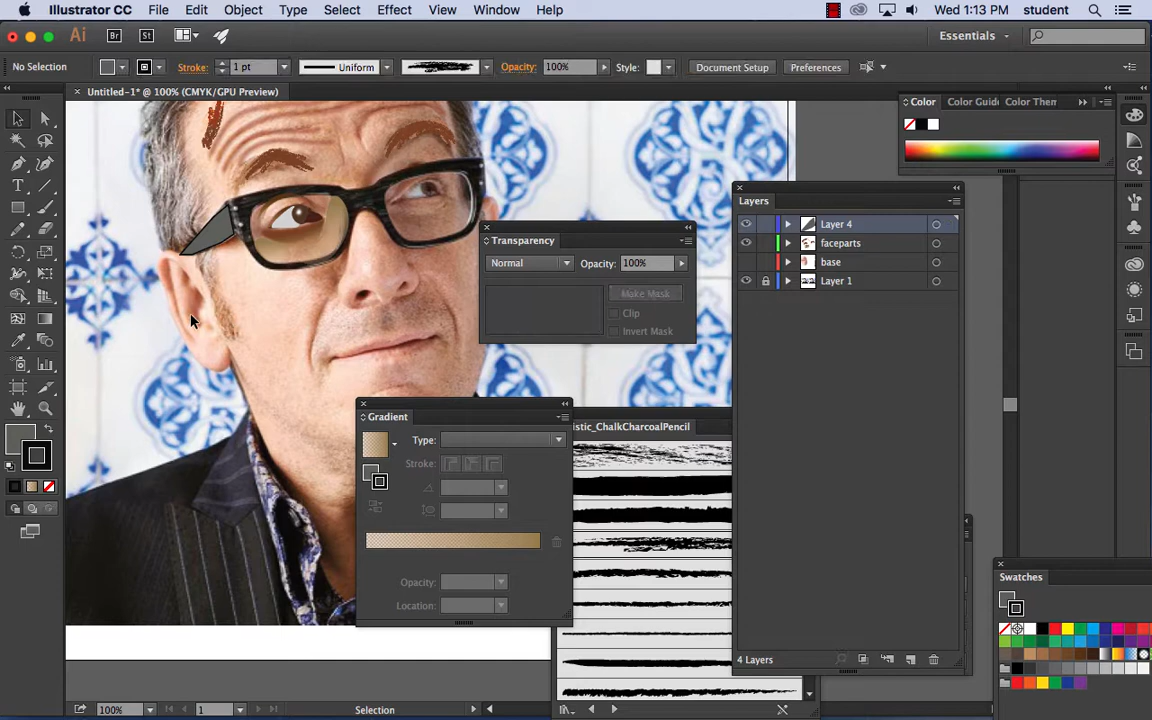 Illustrator CC File Edit Object Type Select Effect View Window Help Wed 1:13 PM student
Ai Br St Essentials
No Selection Stroke: 1 pt Uniform Opacity: 100% Style: Document Setup Preferences
Untitled-1* @ 100% (CMYK/GPU Preview)
Color Color Guid Color Then
Layers
Layer 4
faceparts
base
Layer 1
4 Layers
Transparency
Normal Opacity: 100%
Make Mask
Clip
Invert Mask
Gradient
Type:
Stroke:
Opacity:
Location:
istic_ChalkCharcoalPencil
Swatches
100% 1 Selection